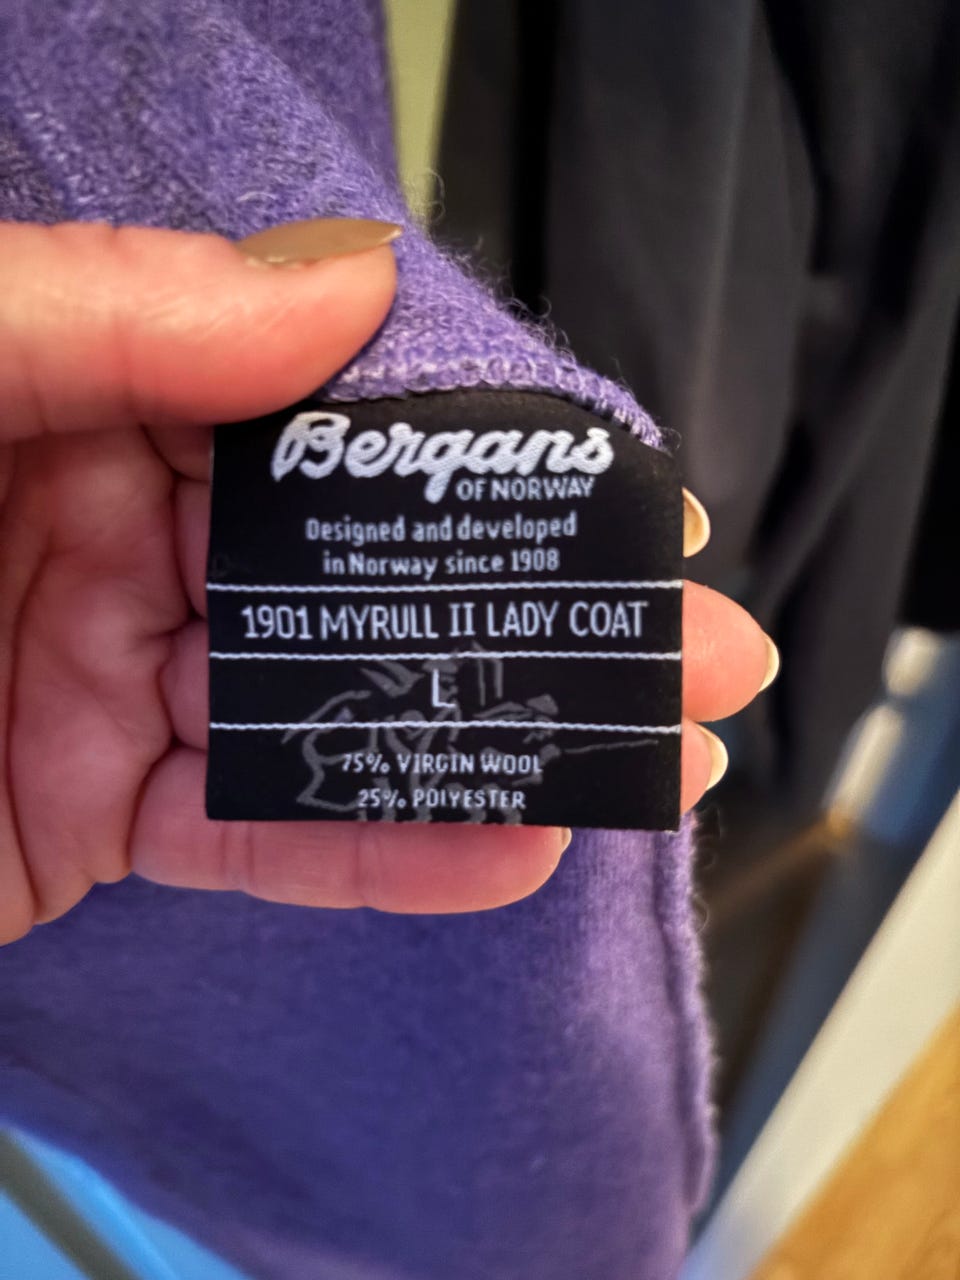 Bergans
OF NORWAY
Designed and developed
in Norway since 1908
1901 MYRULL II LADY COAT
L
75% VIRGIN WOOL
25% POLYESTER